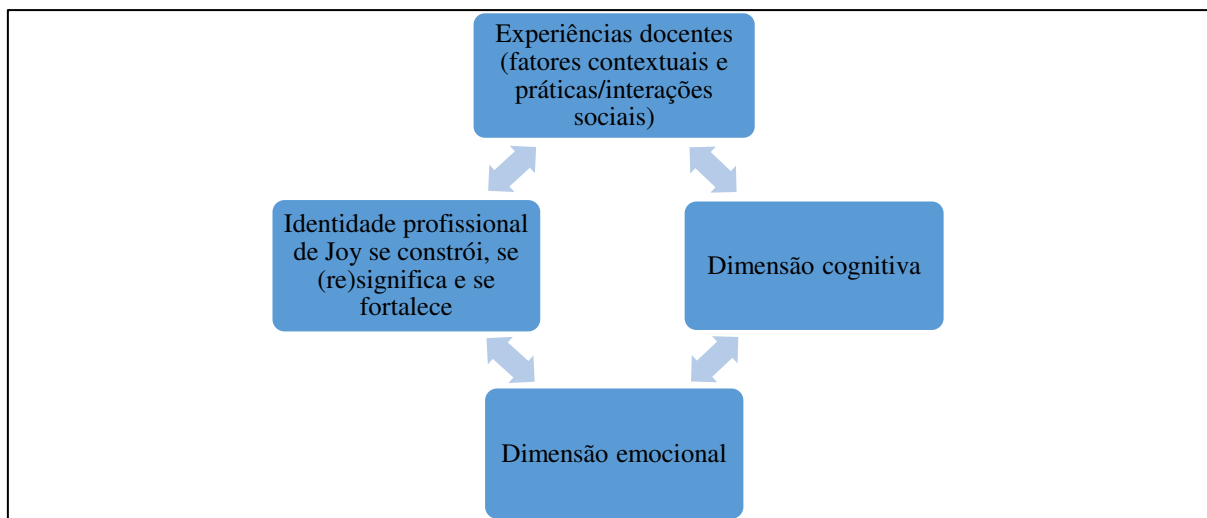 Experiências docentes
(fatores contextuais e
práticas/interações
sociais)
Identidade profissional
de Joy se constrói, se
(re)significa e se
fortalece
Dimensão cognitiva
Dimensão emocional